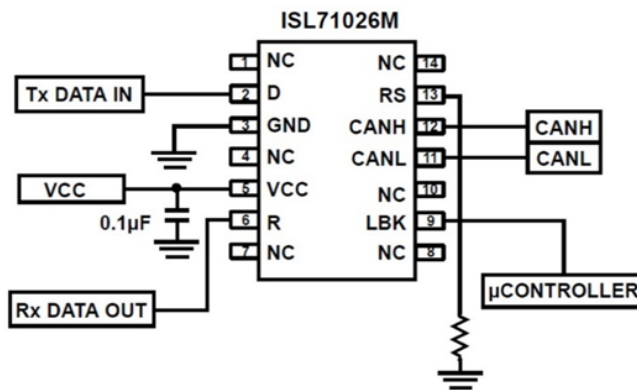 ISL71026M
1 NC NC 14
Tx DATA IN 2 D RS 13
3 GND CANH 12 CANH
4 NC CANL 11 CANL
VCC 5 VCC NC 10
0.1µF 6 R LBK 9
7 NC NC 8
Rx DATA OUT µCONTROLLER